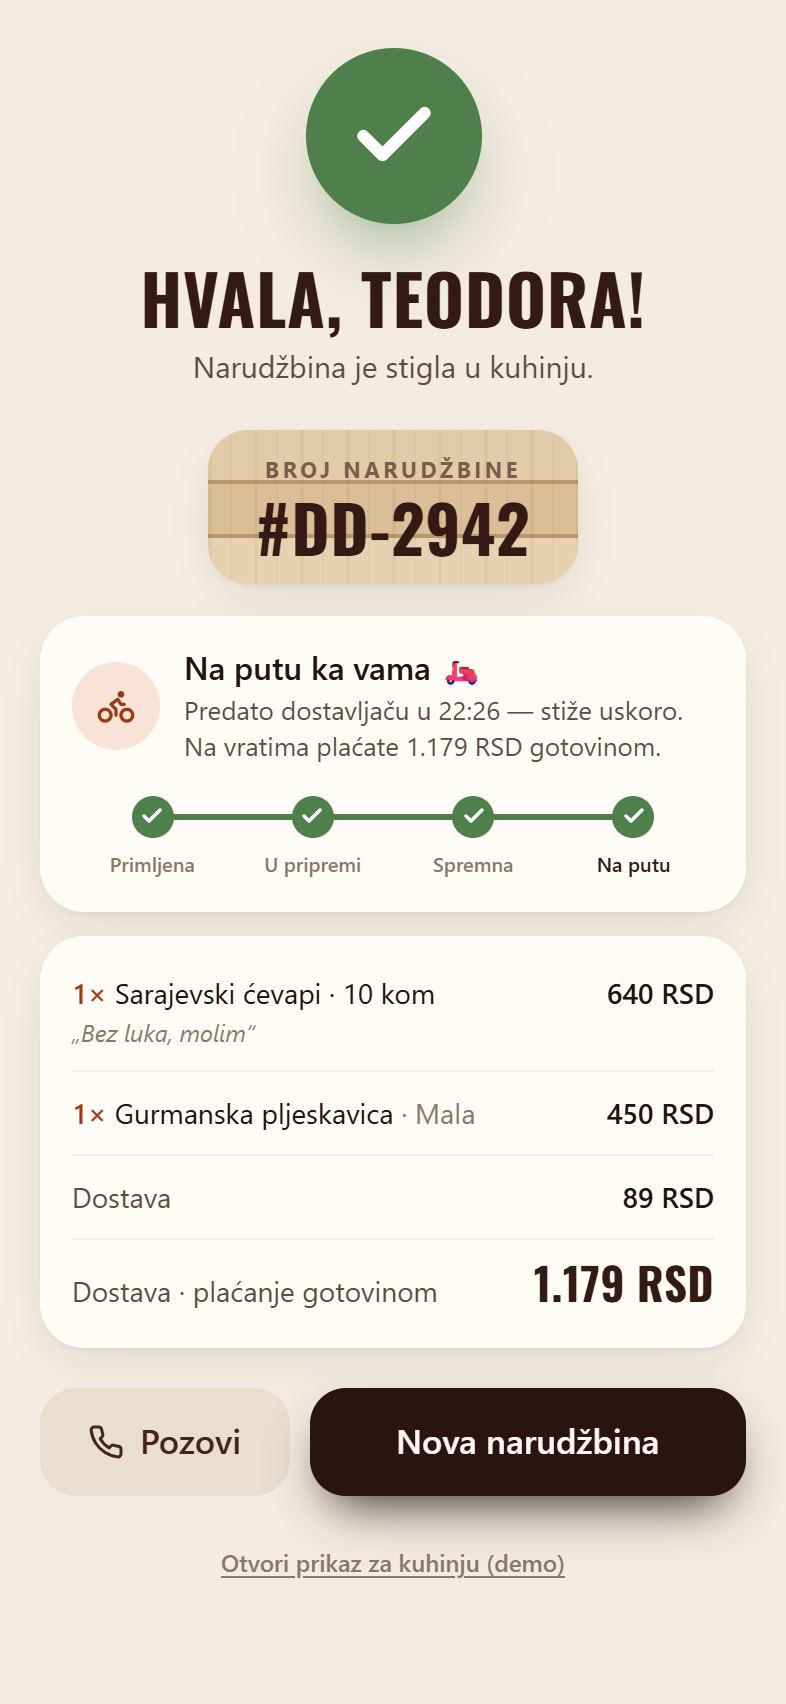 HVALA, TEODORA!
Narudžbina je stigla u kuhinju.
BROJ NARUDŽBINE
#DD-2942
Na putu ka vama 🛵
Predato dostavljaču u 22:26 — stiže uskoro.
Na vratima plaćate 1.179 RSD gotovinom.
Primljena U pripremi Spremna Na putu
1× Sarajevski ćevapi · 10 kom 640 RSD
„Bez luka, molim“
1× Gurmanska pljeskavica · Mala 450 RSD
Dostava 89 RSD
Dostava · plaćanje gotovinom 1.179 RSD
Pozovi Nova narudžbina
Otvori prikaz za kuhinju (demo)